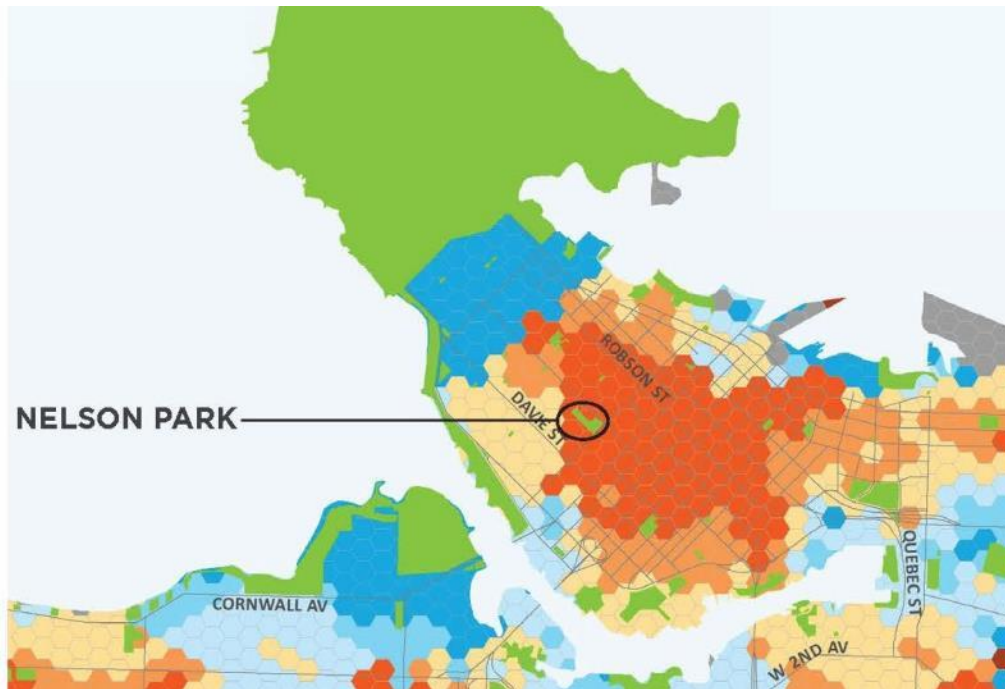 ROBSON ST
NELSON PARK
DAVIE ST
CORNWALL AV
QUEBEC ST
W 2ND AV